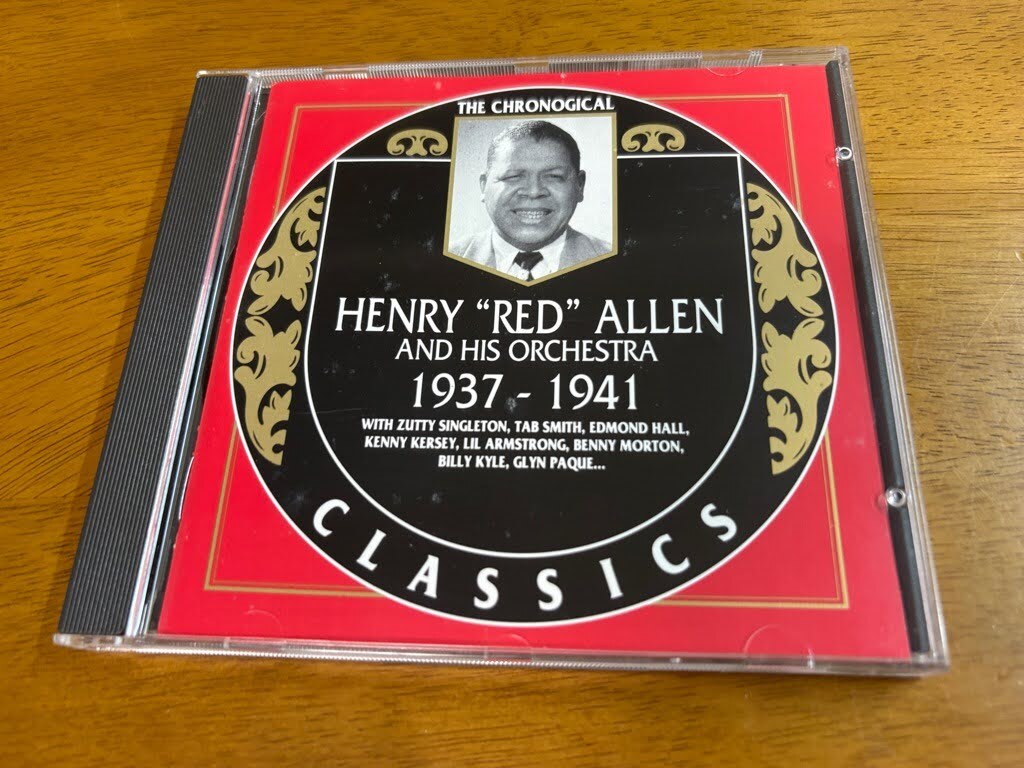 THE CHRONOGICAL
HENRY “RED” ALLEN
AND HIS ORCHESTRA
1937 - 1941
WITH ZUTTY SINGLETON, TAB SMITH, EDMOND HALL,
KENNY KERSEY, LIL ARMSTRONG, BENNY MORTON,
BILLY KYLE, GLYN PAQUE...
CLASSICS